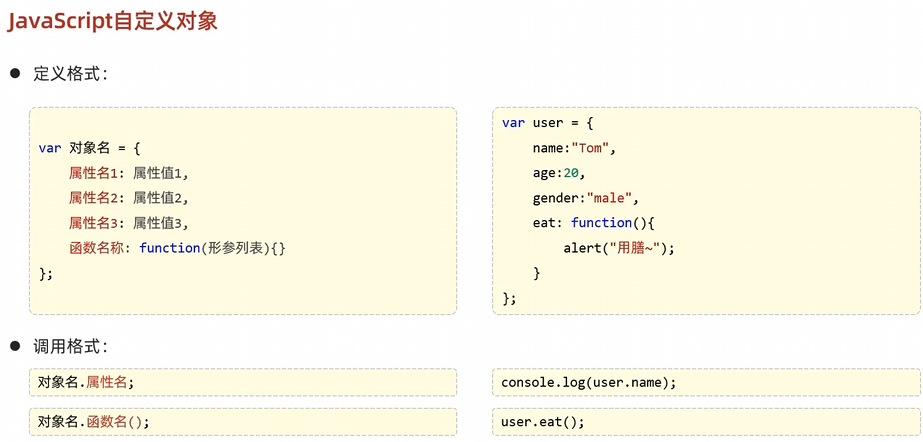 JavaScript自定义对象
● 定义格式：
var 对象名 = {
    属性名1: 属性值1,
    属性名2: 属性值2,
    属性名3: 属性值3,
    函数名称: function(形参列表){}
};
var user = {
    name:"Tom",
    age:20,
    gender:"male",
    eat: function(){
        alert("用膳~");
    }
};
● 调用格式：
对象名.属性名;
console.log(user.name);
对象名.函数名();
user.eat();